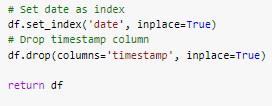 # Set date as index
df.set_index('date', inplace=True)
# Drop timestamp column
df.drop(columns='timestamp', inplace=True)
return df